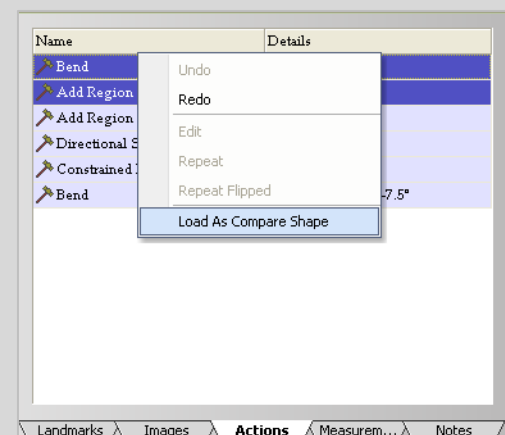 Name Details
Bend
Add Region
Add Region
Directional S
Constrained
Bend -7.5°
Undo
Redo
Edit
Repeat
Repeat Flipped
Load As Compare Shape
Landmarks Images Actions Measurem... Notes